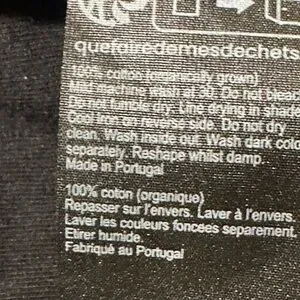 quefairedemesdechets
100% cotton (organically grown)
Mild machine wash at 30. Do not bleach
Do not tumble dry. Line drying in shade
Cool iron on reverse side. Do not dry
clean. Wash inside out. Wash dark colo
separately. Reshape whilst damp.
Made in Portugal
100% coton (organique)
Repasser sur l'envers. Laver à l'envers.
Laver les couleurs foncees separement.
Etirer humide.
Fabriqué au Portugal